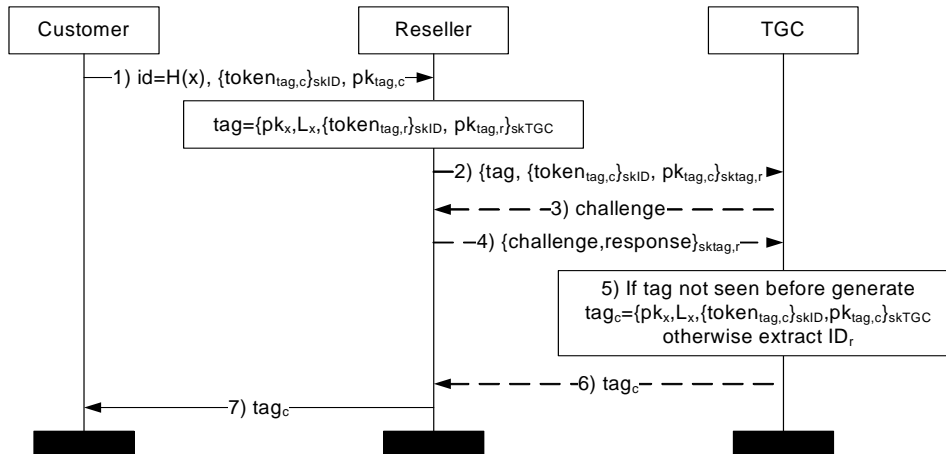 Customer
Reseller
TGC
1) id=H(x), {token_tag,c}_skID, pk_tag,c
tag={pk_x,L_x,{token_tag,r}_skID, pk_tag,r}_skTGC
2) {tag, {token_tag,c}_skID, pk_tag,c}_sktag,r
3) challenge
4) {challenge,response}_sktag,r
5) If tag not seen before generate
tag_c={pk_x,L_x,{token_tag,c}_skID,pk_tag,c}_skTGC
otherwise extract ID_r
6) tag_c
7) tag_c